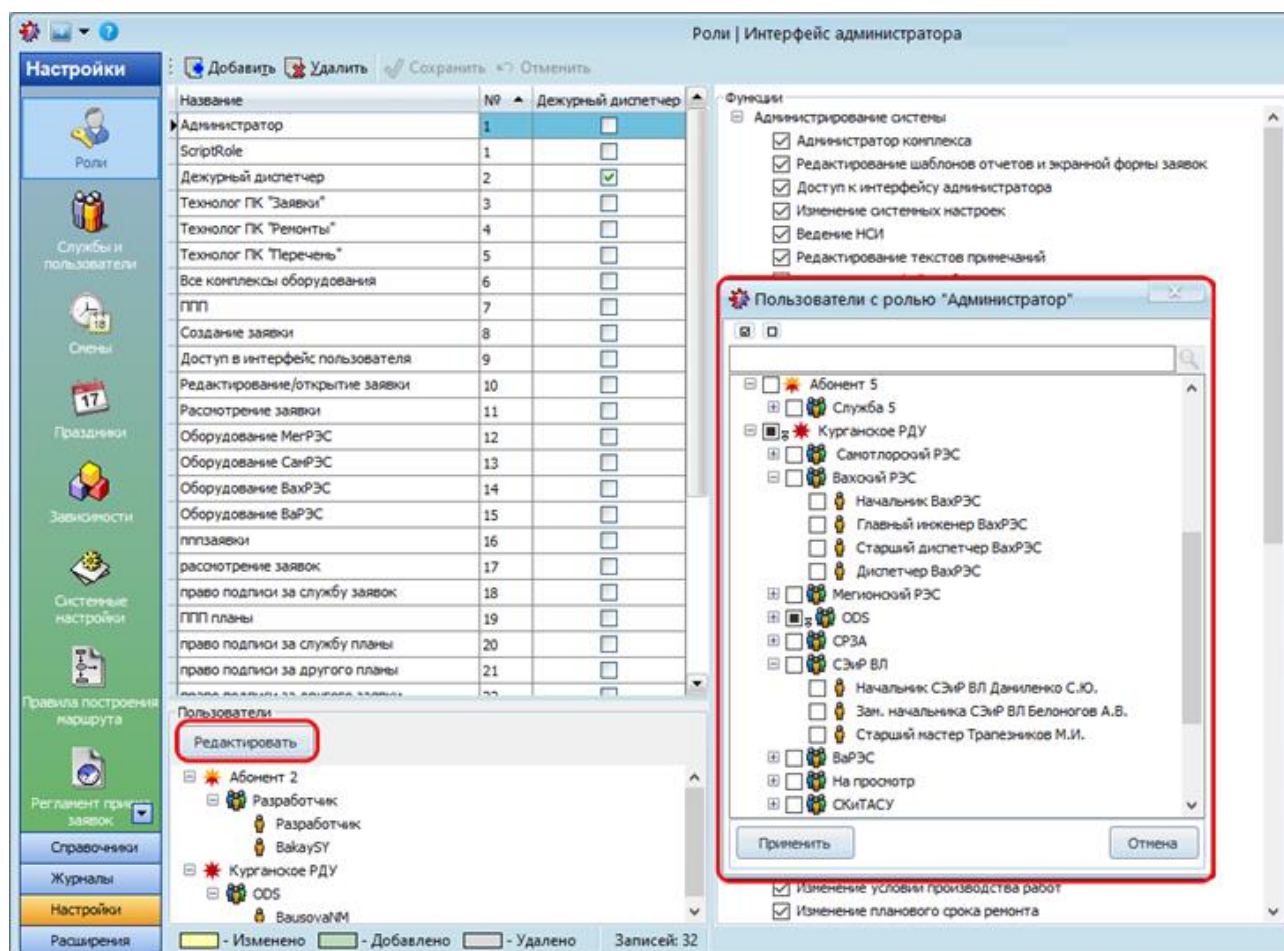 Роли | Интерфейс администратора
Настройки
Добавить Удалить Сохранить Отменить
Роли
Службы и
пользователи
Смены
18
17
Праздники
Зависимости
Системные
настройки
Правила построения
маршрута
Регламент
заявок
Справочники
Журналы
Настройки
Расширения
Название № Дежурный диспетчер
Администратор 1
ScriptRole 1
Дежурный диспетчер 2
Технолог ПК "Заявки" 3
Технолог ПК "Ремонты" 4
Технолог ПК "Перечень" 5
Все комплексы оборудования 6
ППП 7
Создание заявки 8
Доступ в интерфейс пользователя 9
Редактирование/открытие заявки 10
Рассмотрение заявки 11
Оборудование МегРЭС 12
Оборудование СамРЭС 13
Оборудование ВахРЭС 14
Оборудование ВаРЭС 15
пппзаявки 16
рассмотрение заявок 17
право подписи за службу заявок 18
ППП планы 19
право подписи за службу планы 20
право подписи за другого планы 21
право подписи за другого заявки 22
Пользователи
Редактировать
Абонент 2
Разработчик
Разработчик
BakaySY
Курганское РДУ
ODS
BausovaNM
- Изменено - Добавлено - Удалено Записей: 32
Функции
Администрирование системы
Администратор комплекса
Редактирование шаблонов отчетов и экранной формы заявок
Доступ к интерфейсу администратора
Изменение системных настроек
Ведение НСИ
Редактирование текстов примечаний
Пользователи с ролью "Администратор"
Абонент 5
Служба 5
Курганское РДУ
Самотлорский РЭС
Вахский РЭС
Начальник ВахРЭС
Главный инженер ВахРЭС
Старший диспетчер ВахРЭС
Диспетчер ВахРЭС
Мегионский РЭС
ODS
СРЗА
СЭиР ВЛ
Начальник СЭиР ВЛ Даниленко С.Ю.
Зам. начальника СЭиР ВЛ Белоногов А.В.
Старший мастер Трапезников М.И.
ВаРЭС
На просмотр
СКиТАСУ
Применить Отмена
Изменение условий производства работ
Изменение планового срока ремонта